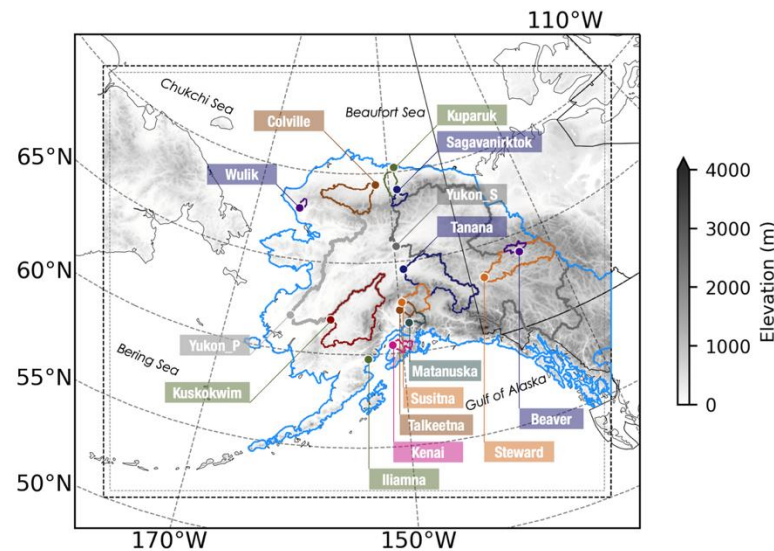 110°W
Chukchi Sea
Beaufort Sea
Kuparuk
Colville
Sagavanirktok
65°N
Wulik
Yukon_S
4000
Tanana
3000
60°N
2000
Elevation (m)
1000
Yukon_P
Bering Sea
0
Matanuska
55°N
Kuskokwim
Susitna
Gulf of Alaska
Beaver
Talkeetna
Kenai
Steward
Iliamna
50°N
170°W
150°W